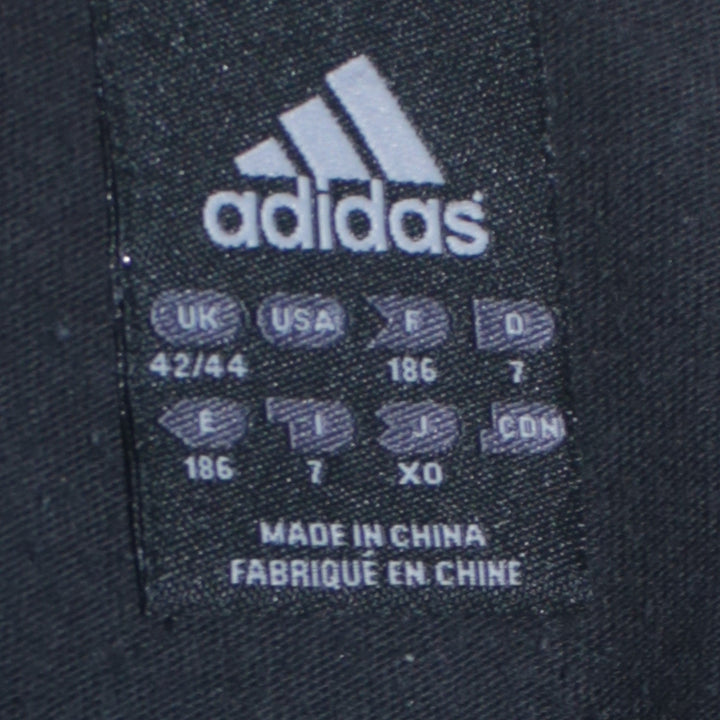 adidas
UK USA F D
42/44 186 7
E I J CDN
186 7 XO
MADE IN CHINA
FABRIQUÉ EN CHINE